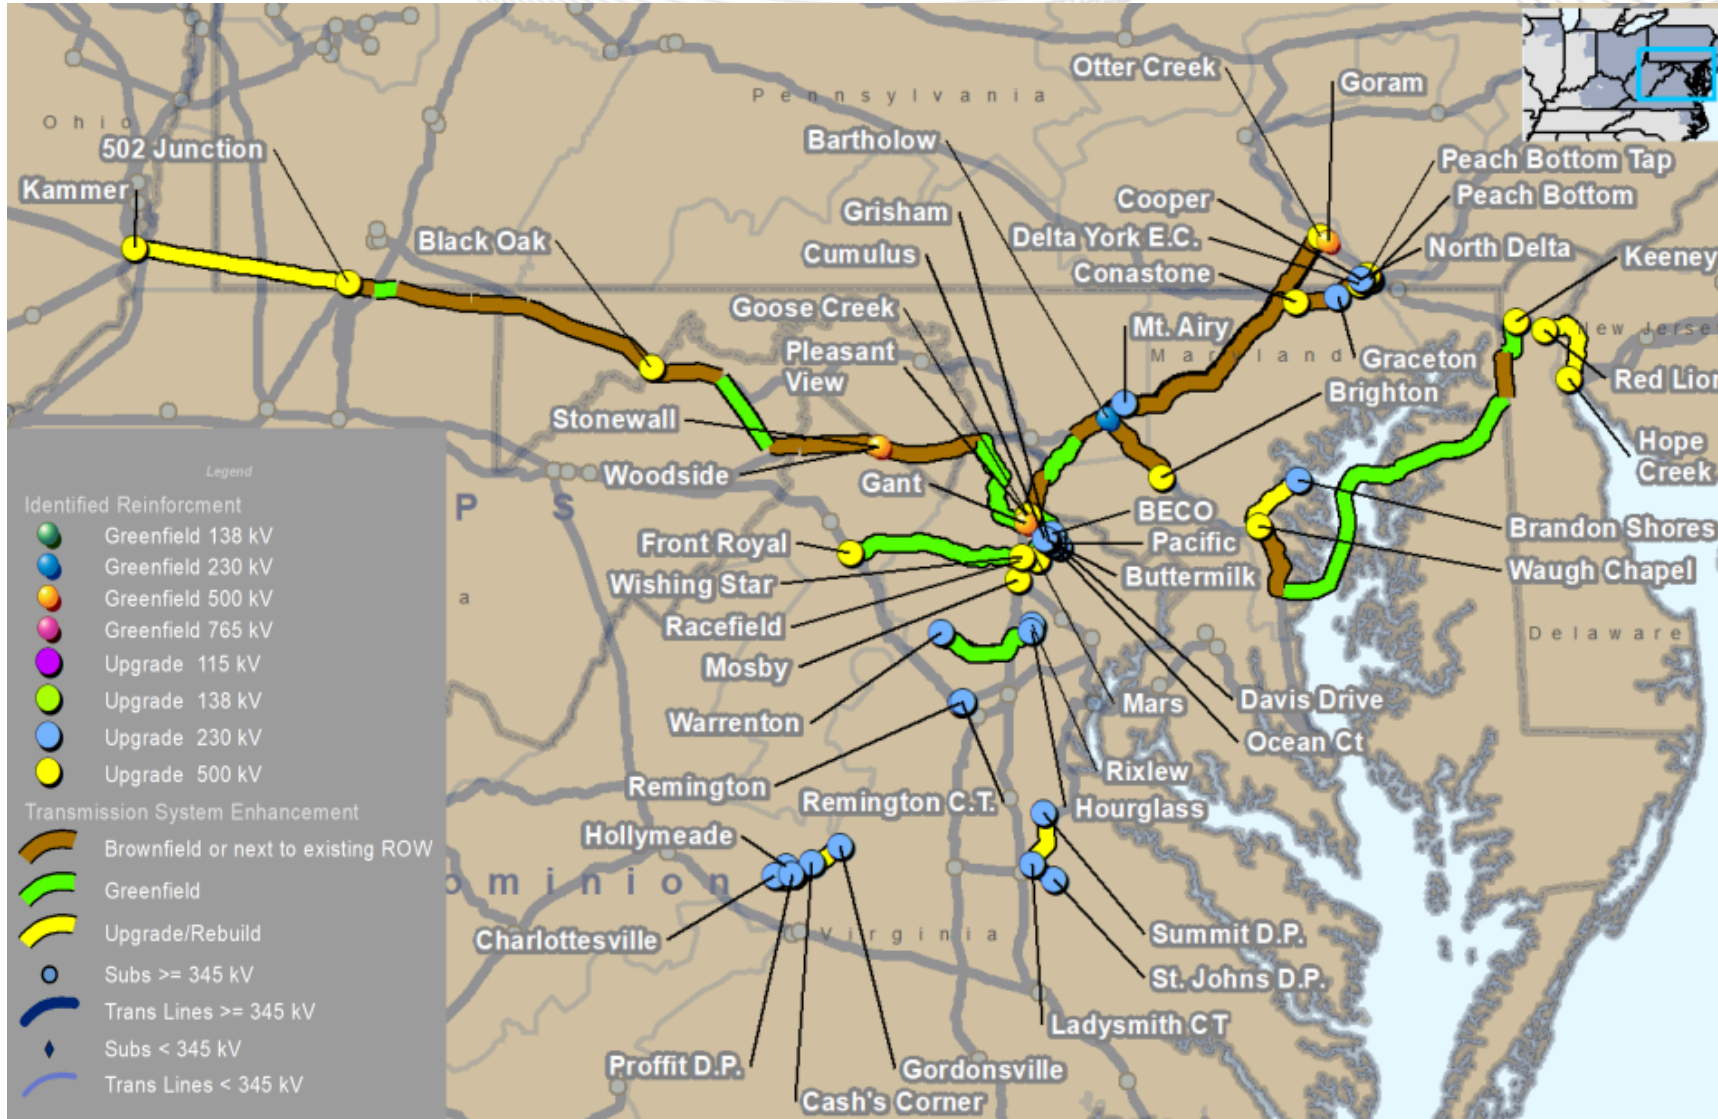 Otter Creek
Goram
Pennsylvania
Ohio
Bartholow
502 Junction
Peach Bottom Tap
Kammer
Cooper
Peach Bottom
Grisham
Black Oak
Delta York E.C.
North Delta
Cumulus
Keeney
Conastone
Goose Creek
Mt. Airy
New Jerse
Pleasant
View
Maryland
Graceton
Red Lion
Brighton
Stonewall
Hope
Creek
Woodside
Gant
P S
BECO
Brandon Shores
Front Royal
Pacific
Waugh Chapel
Wishing Star
Buttermilk
a
Racefield
Delaware
Mosby
Mars
Davis Drive
Warrenton
Ocean Ct
Rixlew
Remington
Remington C.T.
Hourglass
Hollymeade
ominion
Charlottesville
Virginia
Summit D.P.
St. Johns D.P.
Ladysmith CT
Proffit D.P.
Gordonsville
Cash's Corner
Legend
Identified Reinforcment
Greenfield 138 kV
Greenfield 230 kV
Greenfield 500 kV
Greenfield 765 kV
Upgrade 115 kV
Upgrade 138 kV
Upgrade 230 kV
Upgrade 500 kV
Transmission System Enhancement
Brownfield or next to existing ROW
Greenfield
Upgrade/Rebuild
Subs >= 345 kV
Trans Lines >= 345 kV
Subs < 345 kV
Trans Lines < 345 kV